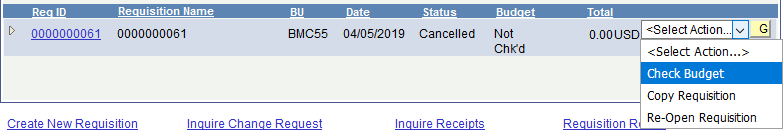 Req ID Requisition Name BU Date Status Budget Total
0000000061 0000000061 BMC55 04/05/2019 Cancelled Not Chk'd 0.00USD <Select Action... G
<Select Action...>
Check Budget
Copy Requisition
Re-Open Requisition
Create New Requisition Inquire Change Request Inquire Receipts Requisition